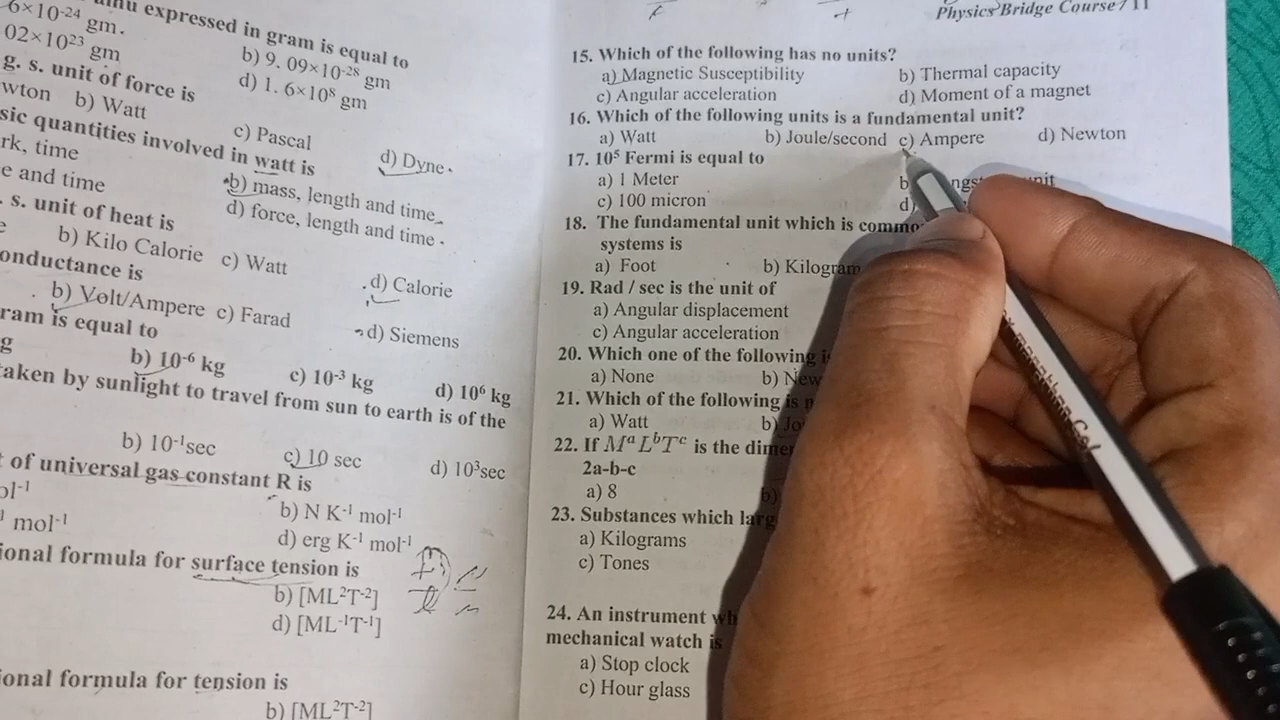 amu expressed in gram is equal to
6×10⁻²⁴ gm.
b) 9. 09×10⁻²⁸ gm
02×10²³ gm
d) 1. 6×10⁸ gm
g. s. unit of force is
wton b) Watt c) Pascal d) Dyne
sic quantities involved in watt is
rk, time b) mass, length and time
e and time d) force, length and time
. s. unit of heat is
b) Kilo Calorie c) Watt d) Calorie
onductance is
b) Volt/Ampere c) Farad d) Siemens
ram is equal to
g b) 10⁻⁶ kg c) 10⁻³ kg d) 10⁶ kg
taken by sunlight to travel from sun to earth is of the
b) 10⁻¹sec c) 10 sec d) 10³sec
t of universal gas constant R is
ol⁻¹ b) N K⁻¹ mol⁻¹
mol⁻¹ d) erg K⁻¹ mol⁻¹
ional formula for surface tension is
b) [ML²T⁻²]
d) [ML⁻¹T⁻¹]
ional formula for tension is
b) [ML²T⁻²]
Physics Bridge Course / 11
15. Which of the following has no units?
a) Magnetic Susceptibility b) Thermal capacity
c) Angular acceleration d) Moment of a magnet
16. Which of the following units is a fundamental unit?
a) Watt b) Joule/second c) Ampere d) Newton
17. 10⁵ Fermi is equal to
a) 1 Meter b
c) 100 micron d)
18. The fundamental unit which is commo
systems is
a) Foot b) Kilogram
19. Rad / sec is the unit of
a) Angular displacement
c) Angular acceleration
20. Which one of the following i
a) None b) New
21. Which of the following is n
a) Watt b) Jo
22. If MᵃLᵇTᶜ is the dimen
2a-b-c
a) 8 b)
23. Substances which larg
a) Kilograms
c) Tones
24. An instrument wh
mechanical watch is
a) Stop clock
c) Hour glass